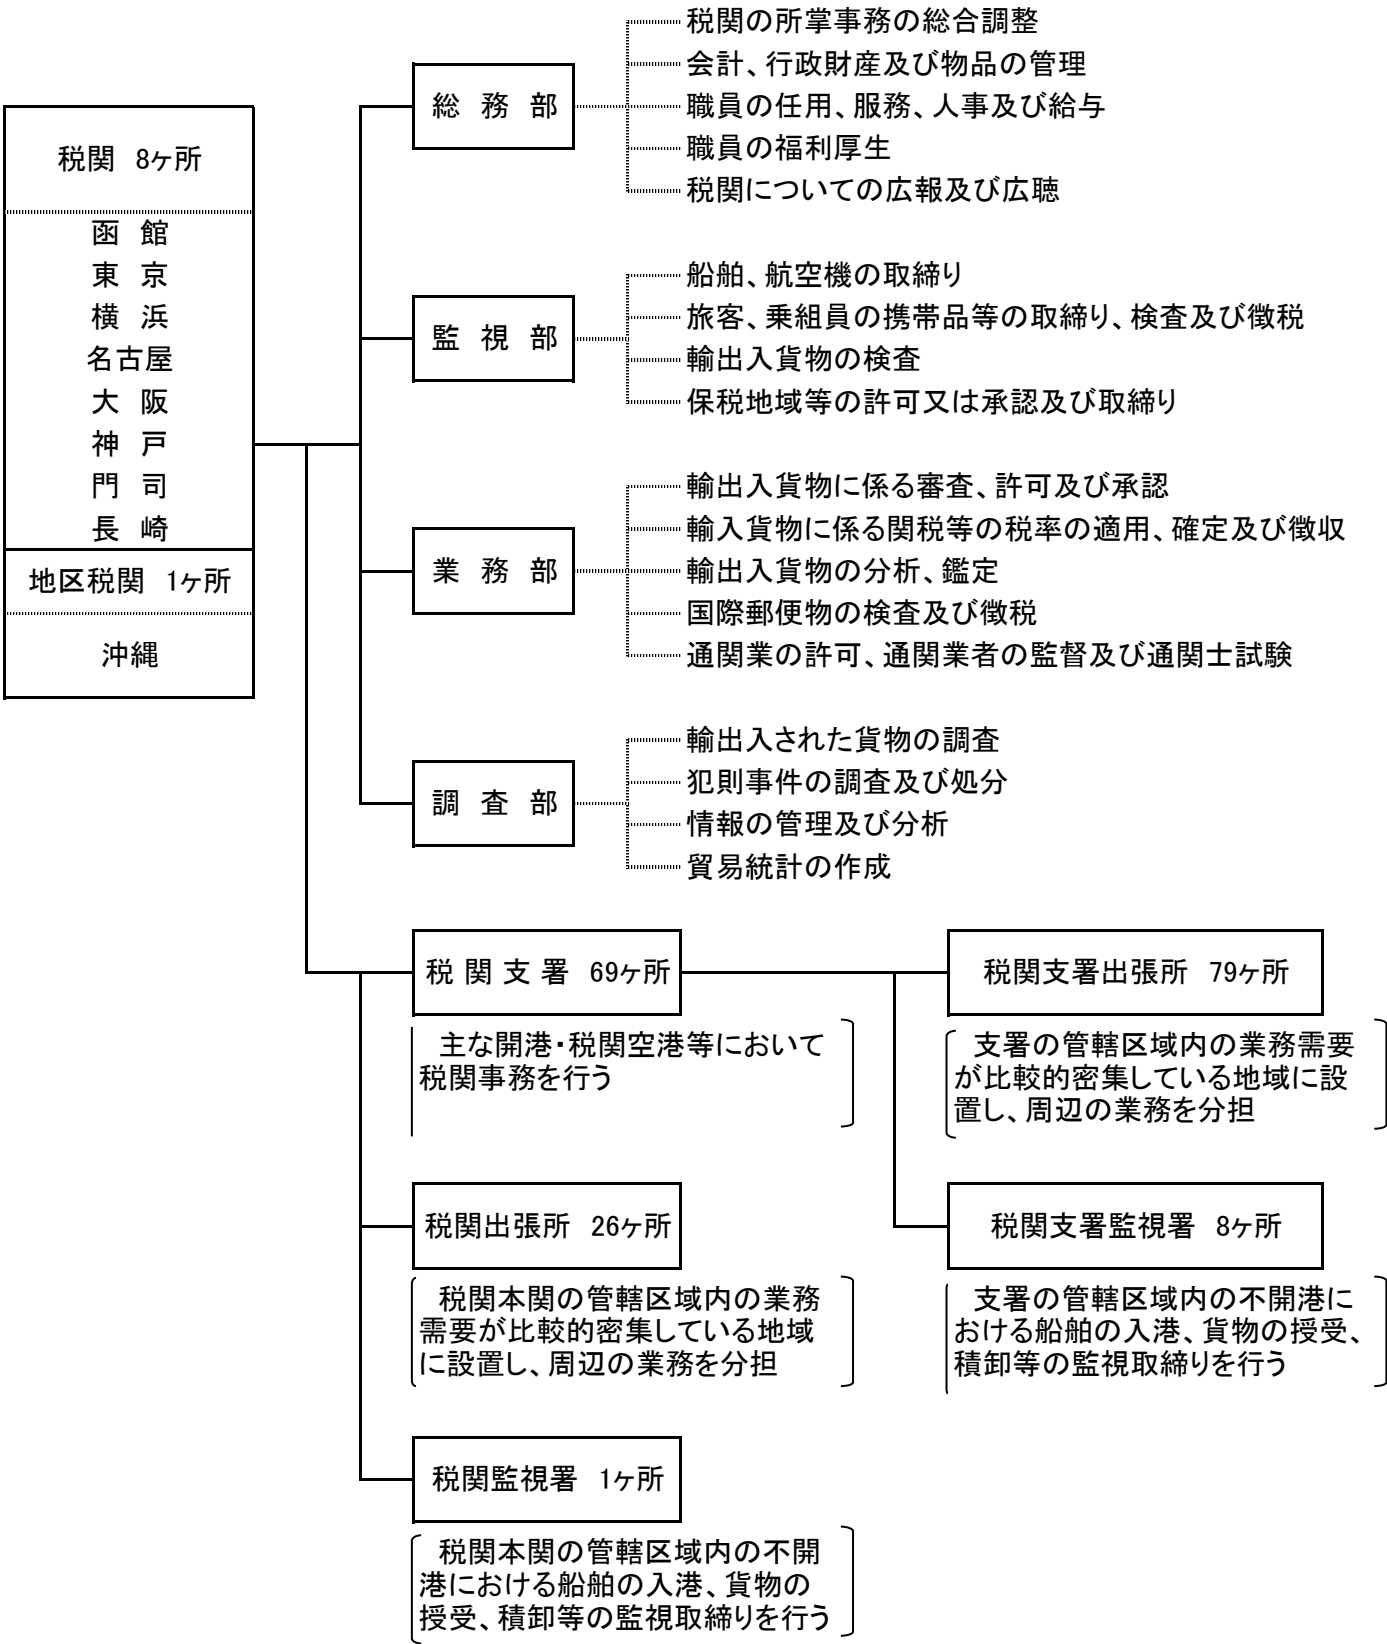 税関 8ヶ所
函 館
東 京
横 浜
名古屋
大 阪
神 戸
門 司
長 崎
地区税関 1ヶ所
沖縄
総 務 部
税関の所掌事務の総合調整
会計、行政財産及び物品の管理
職員の任用、服務、人事及び給与
職員の福利厚生
税関についての広報及び広聴
監 視 部
船舶、航空機の取締り
旅客、乗組員の携帯品等の取締り、検査及び徴税
輸出入貨物の検査
保税地域等の許可又は承認及び取締り
業 務 部
輸出入貨物に係る審査、許可及び承認
輸入貨物に係る関税等の税率の適用、確定及び徴収
輸出入貨物の分析、鑑定
国際郵便物の検査及び徴税
通関業の許可、通関業者の監督及び通関士試験
調 査 部
輸出入された貨物の調査
犯則事件の調査及び処分
情報の管理及び分析
貿易統計の作成
税 関 支 署 69ヶ所
主な開港・税関空港等において
税関事務を行う
税関支署出張所 79ヶ所
支署の管轄区域内の業務需要
が比較的密集している地域に設
置し、周辺の業務を分担
税関出張所 26ヶ所
税関本関の管轄区域内の業務
需要が比較的密集している地域
に設置し、周辺の業務を分担
税関支署監視署 8ヶ所
支署の管轄区域内の不開港に
おける船舶の入港、貨物の授受、
積卸等の監視取締りを行う
税関監視署 1ヶ所
税関本関の管轄区域内の不開
港における船舶の入港、貨物の
授受、積卸等の監視取締りを行う